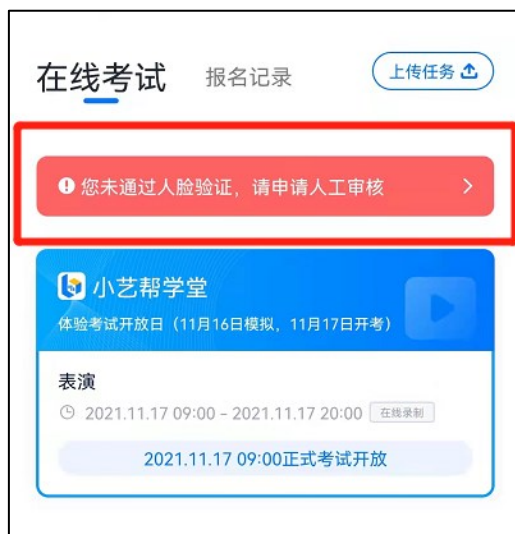 在线考试 报名记录 上传任务
您未通过人脸验证，请申请人工审核
小艺帮学堂
体验考试开放日（11月16日模拟，11月17日开考）
表演
2021.11.17 09:00 - 2021.11.17 20:00 在线录制
2021.11.17 09:00正式考试开放